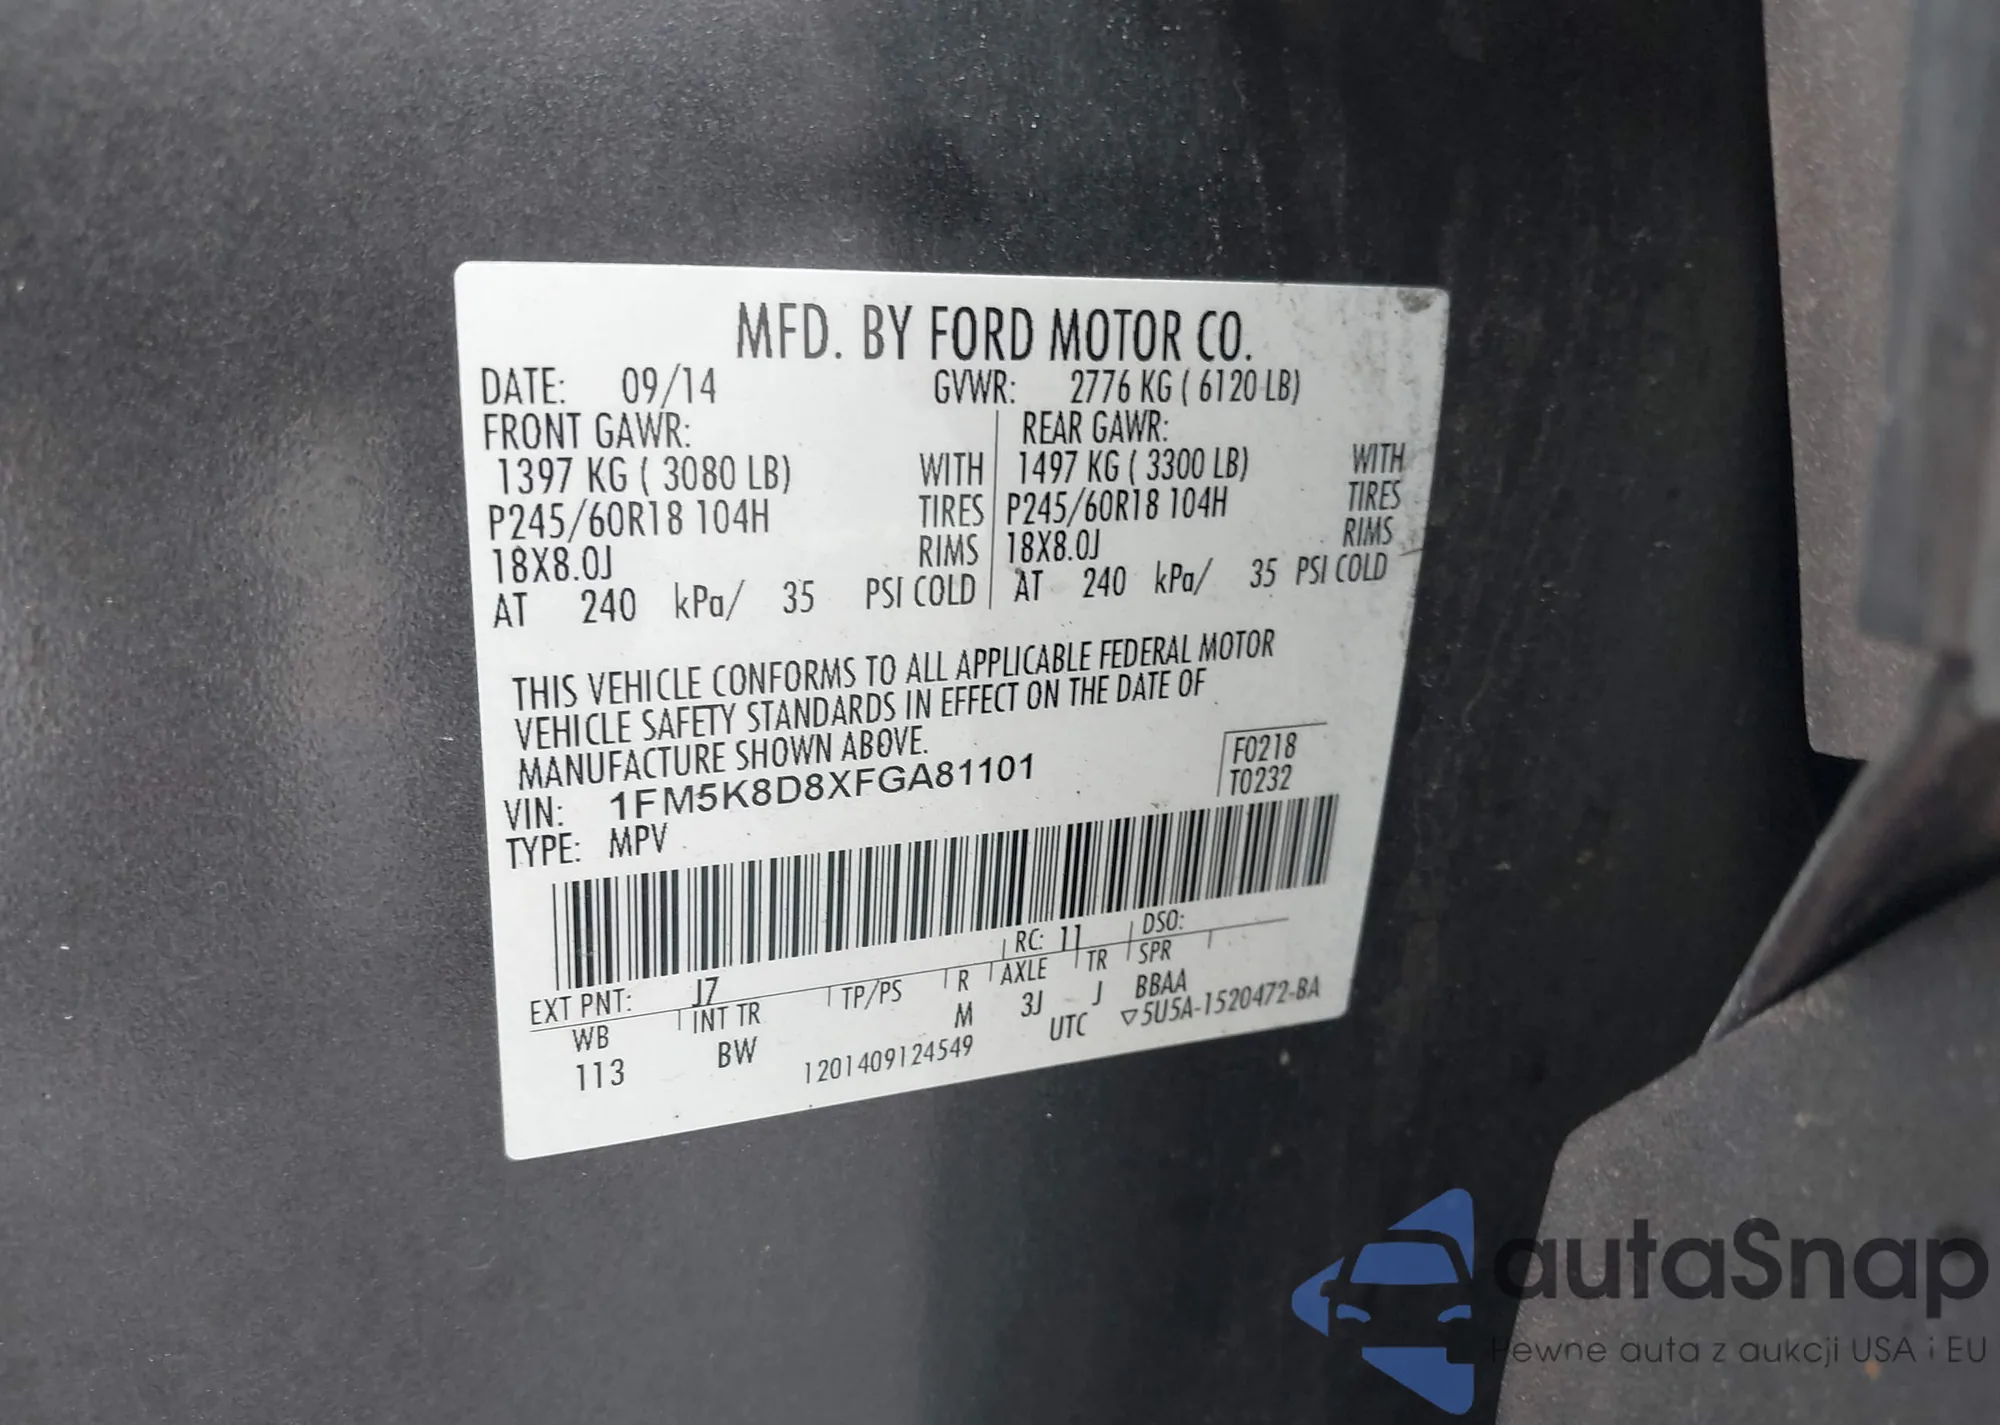 MFD. BY FORD MOTOR CO.
DATE: 09/14 GVWR: 2776 KG ( 6120 LB)
FRONT GAWR: REAR GAWR:
1397 KG ( 3080 LB) WITH 1497 KG ( 3300 LB) WITH
P245/60R18 104H TIRES P245/60R18 104H TIRES
18X8.0J RIMS 18X8.0J RIMS
AT 240 kPa/ 35 PSI COLD AT 240 kPa/ 35 PSI COLD
THIS VEHICLE CONFORMS TO ALL APPLICABLE FEDERAL MOTOR
VEHICLE SAFETY STANDARDS IN EFFECT ON THE DATE OF
MANUFACTURE SHOWN ABOVE.
F0218
VIN: 1FM5K8D8XFGA81101
T0232
TYPE: MPV
EXT PNT: J7 RC: 11 DSO:
WB INT TR TP/PS R AXLE TR SPR
113 BW M 3J J BBAA
1201409124549 UTC ▽5U5A-1520472-BA
autaSnap
Pewne auta z aukcji USA i EU